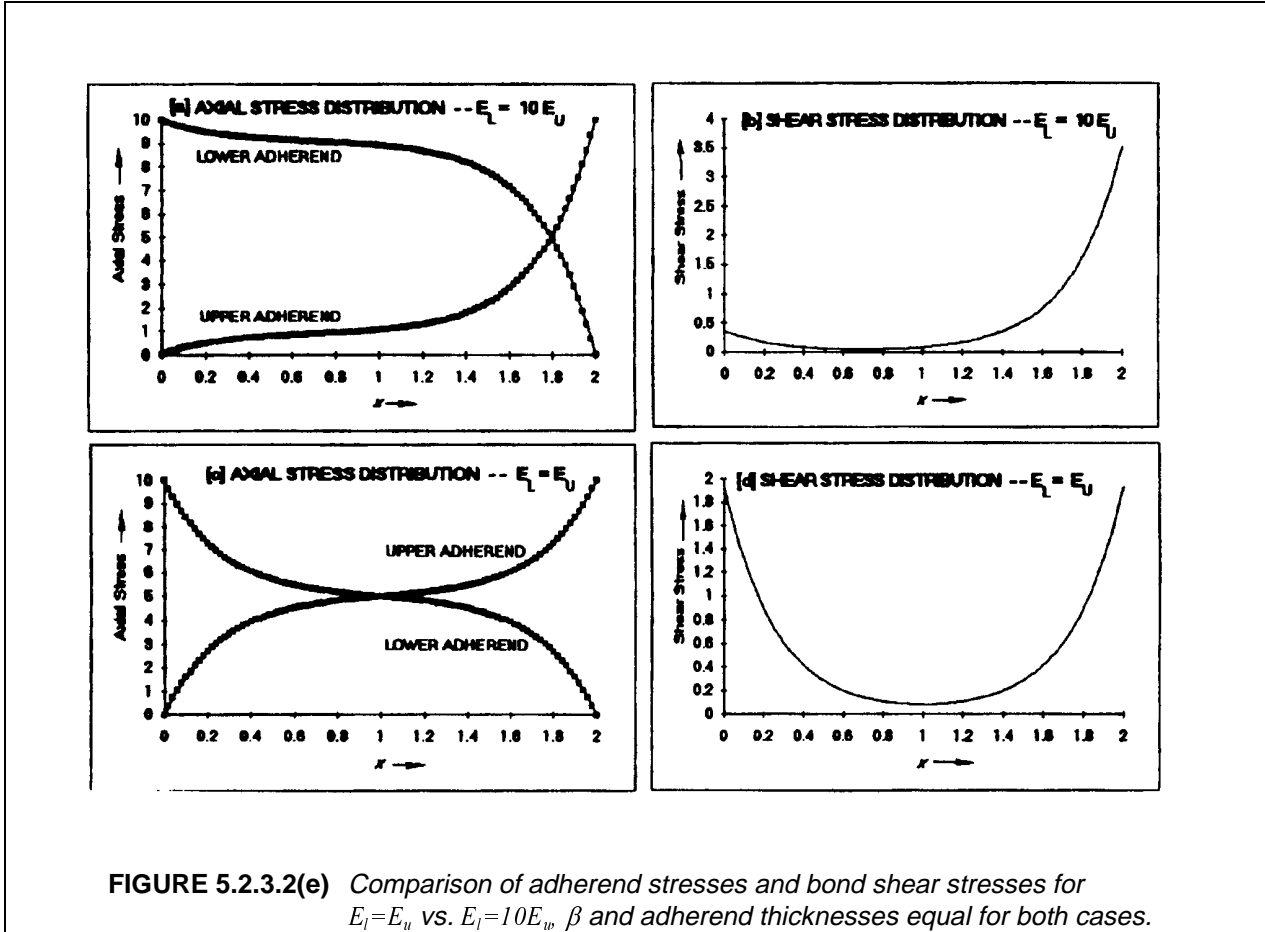 [a] AXIAL STRESS DISTRIBUTION -- E_L = 10 E_U
10
9
8
7
6
5
4
3
2
1
0
Axial Stress →
LOWER ADHEREND
UPPER ADHEREND
0 0.2 0.4 0.6 0.8 1 1.2 1.4 1.6 1.8 2
x →
[b] SHEAR STRESS DISTRIBUTION -- E_L = 10 E_U
4
3.5
3
2.5
2
1.5
1
0.5
0
Shear Stress →
0 0.2 0.4 0.6 0.8 1 1.2 1.4 1.6 1.8 2
x →
[c] AXIAL STRESS DISTRIBUTION -- E_L = E_U
10
9
8
7
6
5
4
3
2
1
0
Axial Stress →
UPPER ADHEREND
LOWER ADHEREND
0 0.2 0.4 0.6 0.8 1 1.2 1.4 1.6 1.8 2
x →
[d] SHEAR STRESS DISTRIBUTION -- E_L = E_U
2
1.8
1.6
1.4
1.2
1
0.8
0.6
0.4
0.2
0
Shear Stress →
0 0.2 0.4 0.6 0.8 1 1.2 1.4 1.6 1.8 2
x →
FIGURE 5.2.3.2(e) Comparison of adherend stresses and bond shear stresses for
E_l=E_u vs. E_l=10E_u, β and adherend thicknesses equal for both cases.